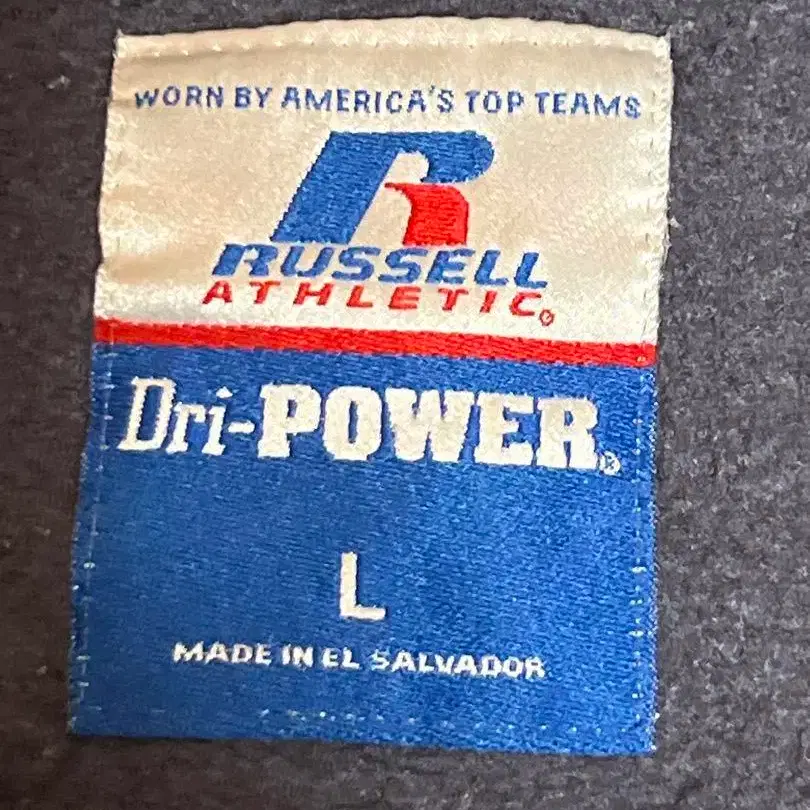 WORN BY AMERICA'S TOP TEAMS
R
RUSSELL
ATHLETIC®
Dri-POWER®
L
MADE IN EL SALVADOR